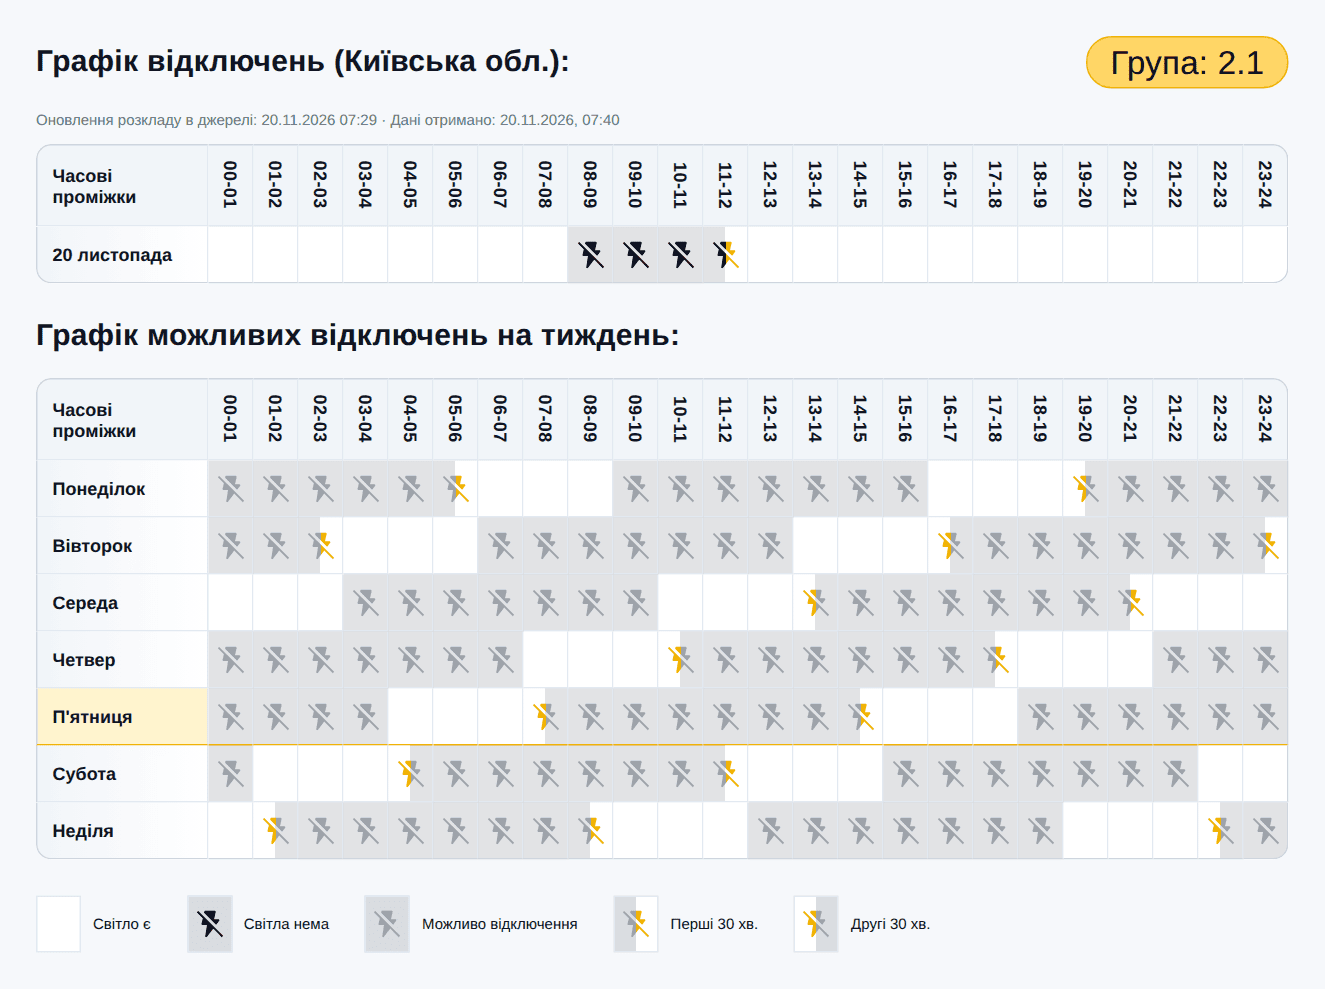 Графік відключень (Київська обл.):
Група: 2.1
Оновлення розкладу в джерелі: 20.11.2026 07:29 · Дані отримано: 20.11.2026, 07:40
Часові проміжки 00-01 01-02 02-03 03-04 04-05 05-06 06-07 07-08 08-09 09-10 10-11 11-12 12-13 13-14 14-15 15-16 16-17 17-18 18-19 19-20 20-21 21-22 22-23 23-24
20 листопада
Графік можливих відключень на тиждень:
Часові проміжки 00-01 01-02 02-03 03-04 04-05 05-06 06-07 07-08 08-09 09-10 10-11 11-12 12-13 13-14 14-15 15-16 16-17 17-18 18-19 19-20 20-21 21-22 22-23 23-24
Понеділок
Вівторок
Середа
Четвер
П'ятниця
Субота
Неділя
Світло є
Світла нема
Можливо відключення
Перші 30 хв.
Другі 30 хв.